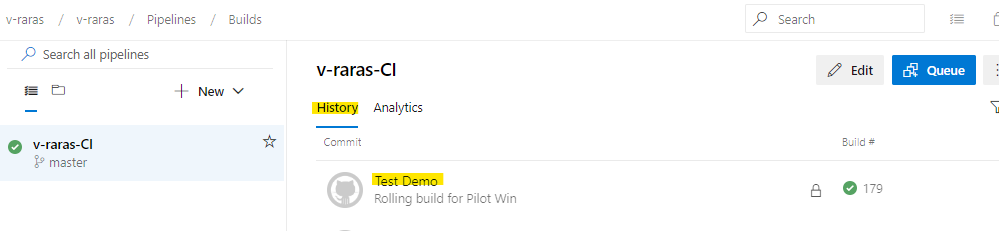 v-raras / v-raras / Pipelines / Builds
Search
Search all pipelines
New
v-raras-CI
master
v-raras-CI
Edit
Queue
History
Analytics
Commit
Build #
Test Demo
Rolling build for Pilot Win
179